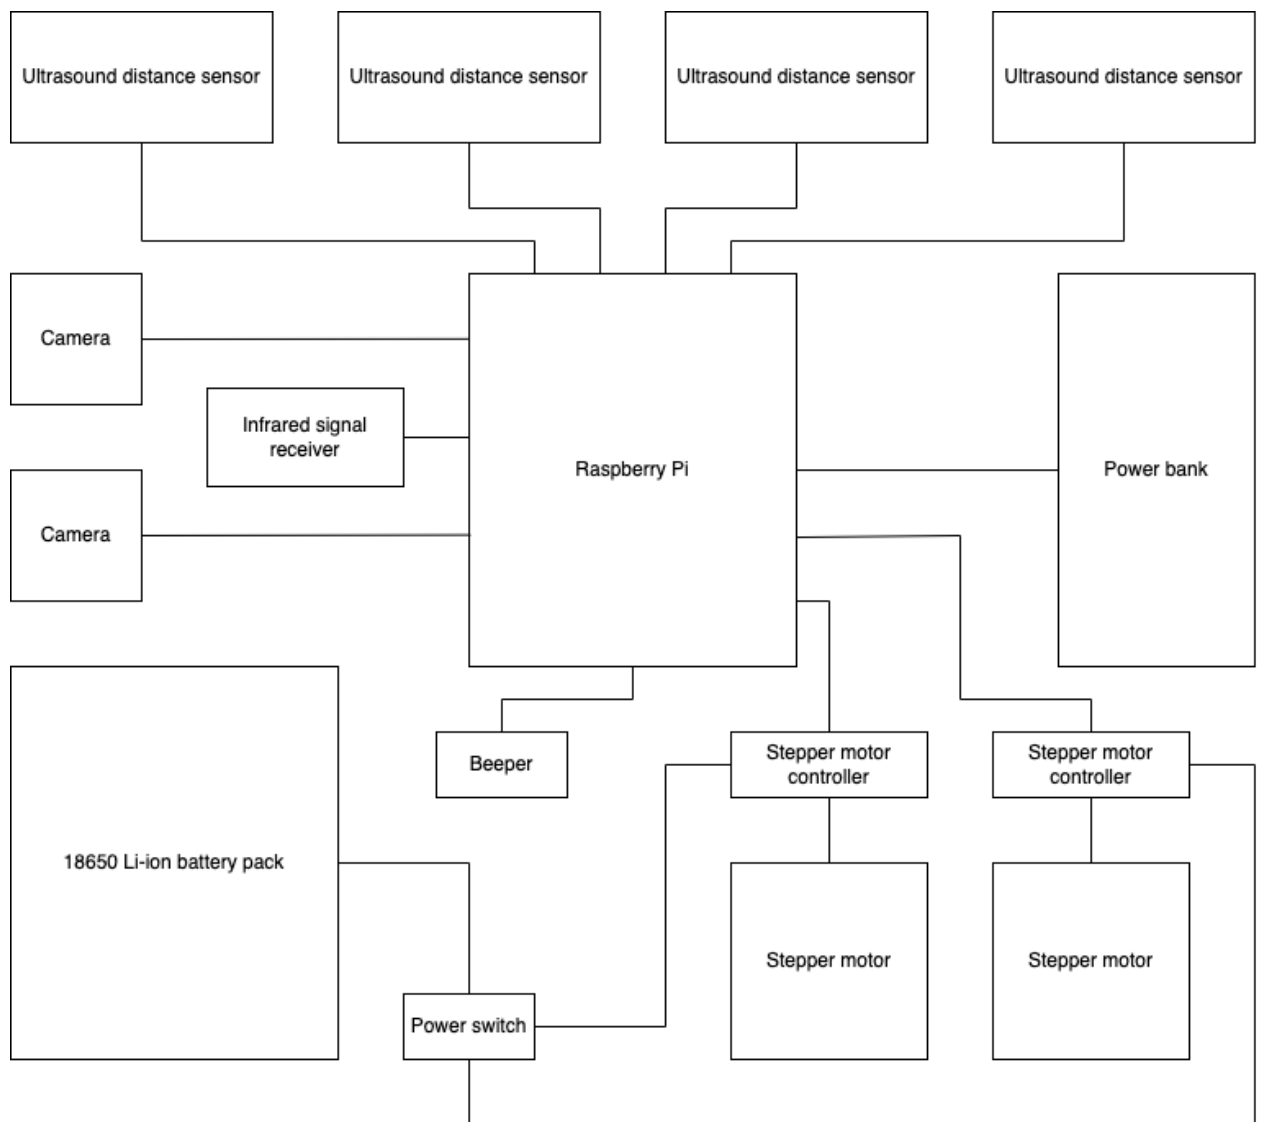 Ultrasound distance sensor
Ultrasound distance sensor
Ultrasound distance sensor
Ultrasound distance sensor
Camera
Infrared signal
receiver
Raspberry Pi
Power bank
Camera
Beeper
Stepper motor
controller
Stepper motor
controller
18650 Li-ion battery pack
Stepper motor
Stepper motor
Power switch